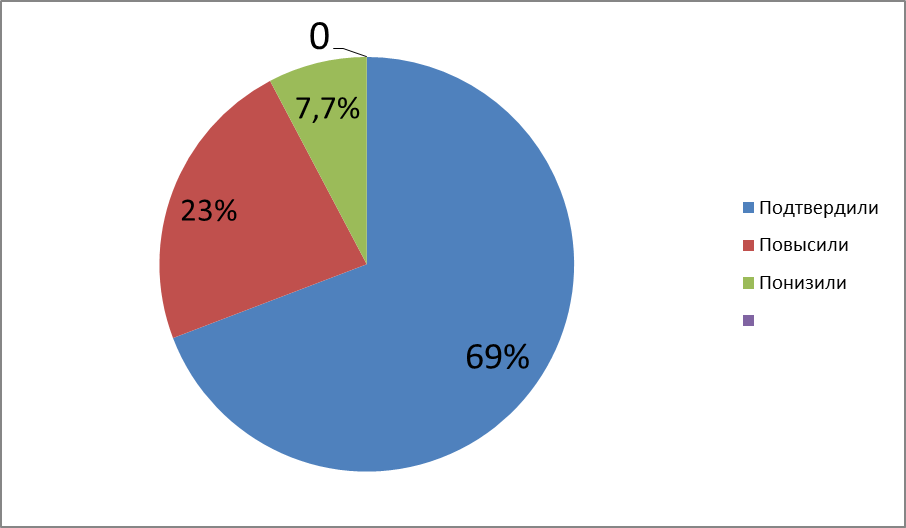 0
7,7%
23%
69%
Подтвердили
Повысили
Понизили